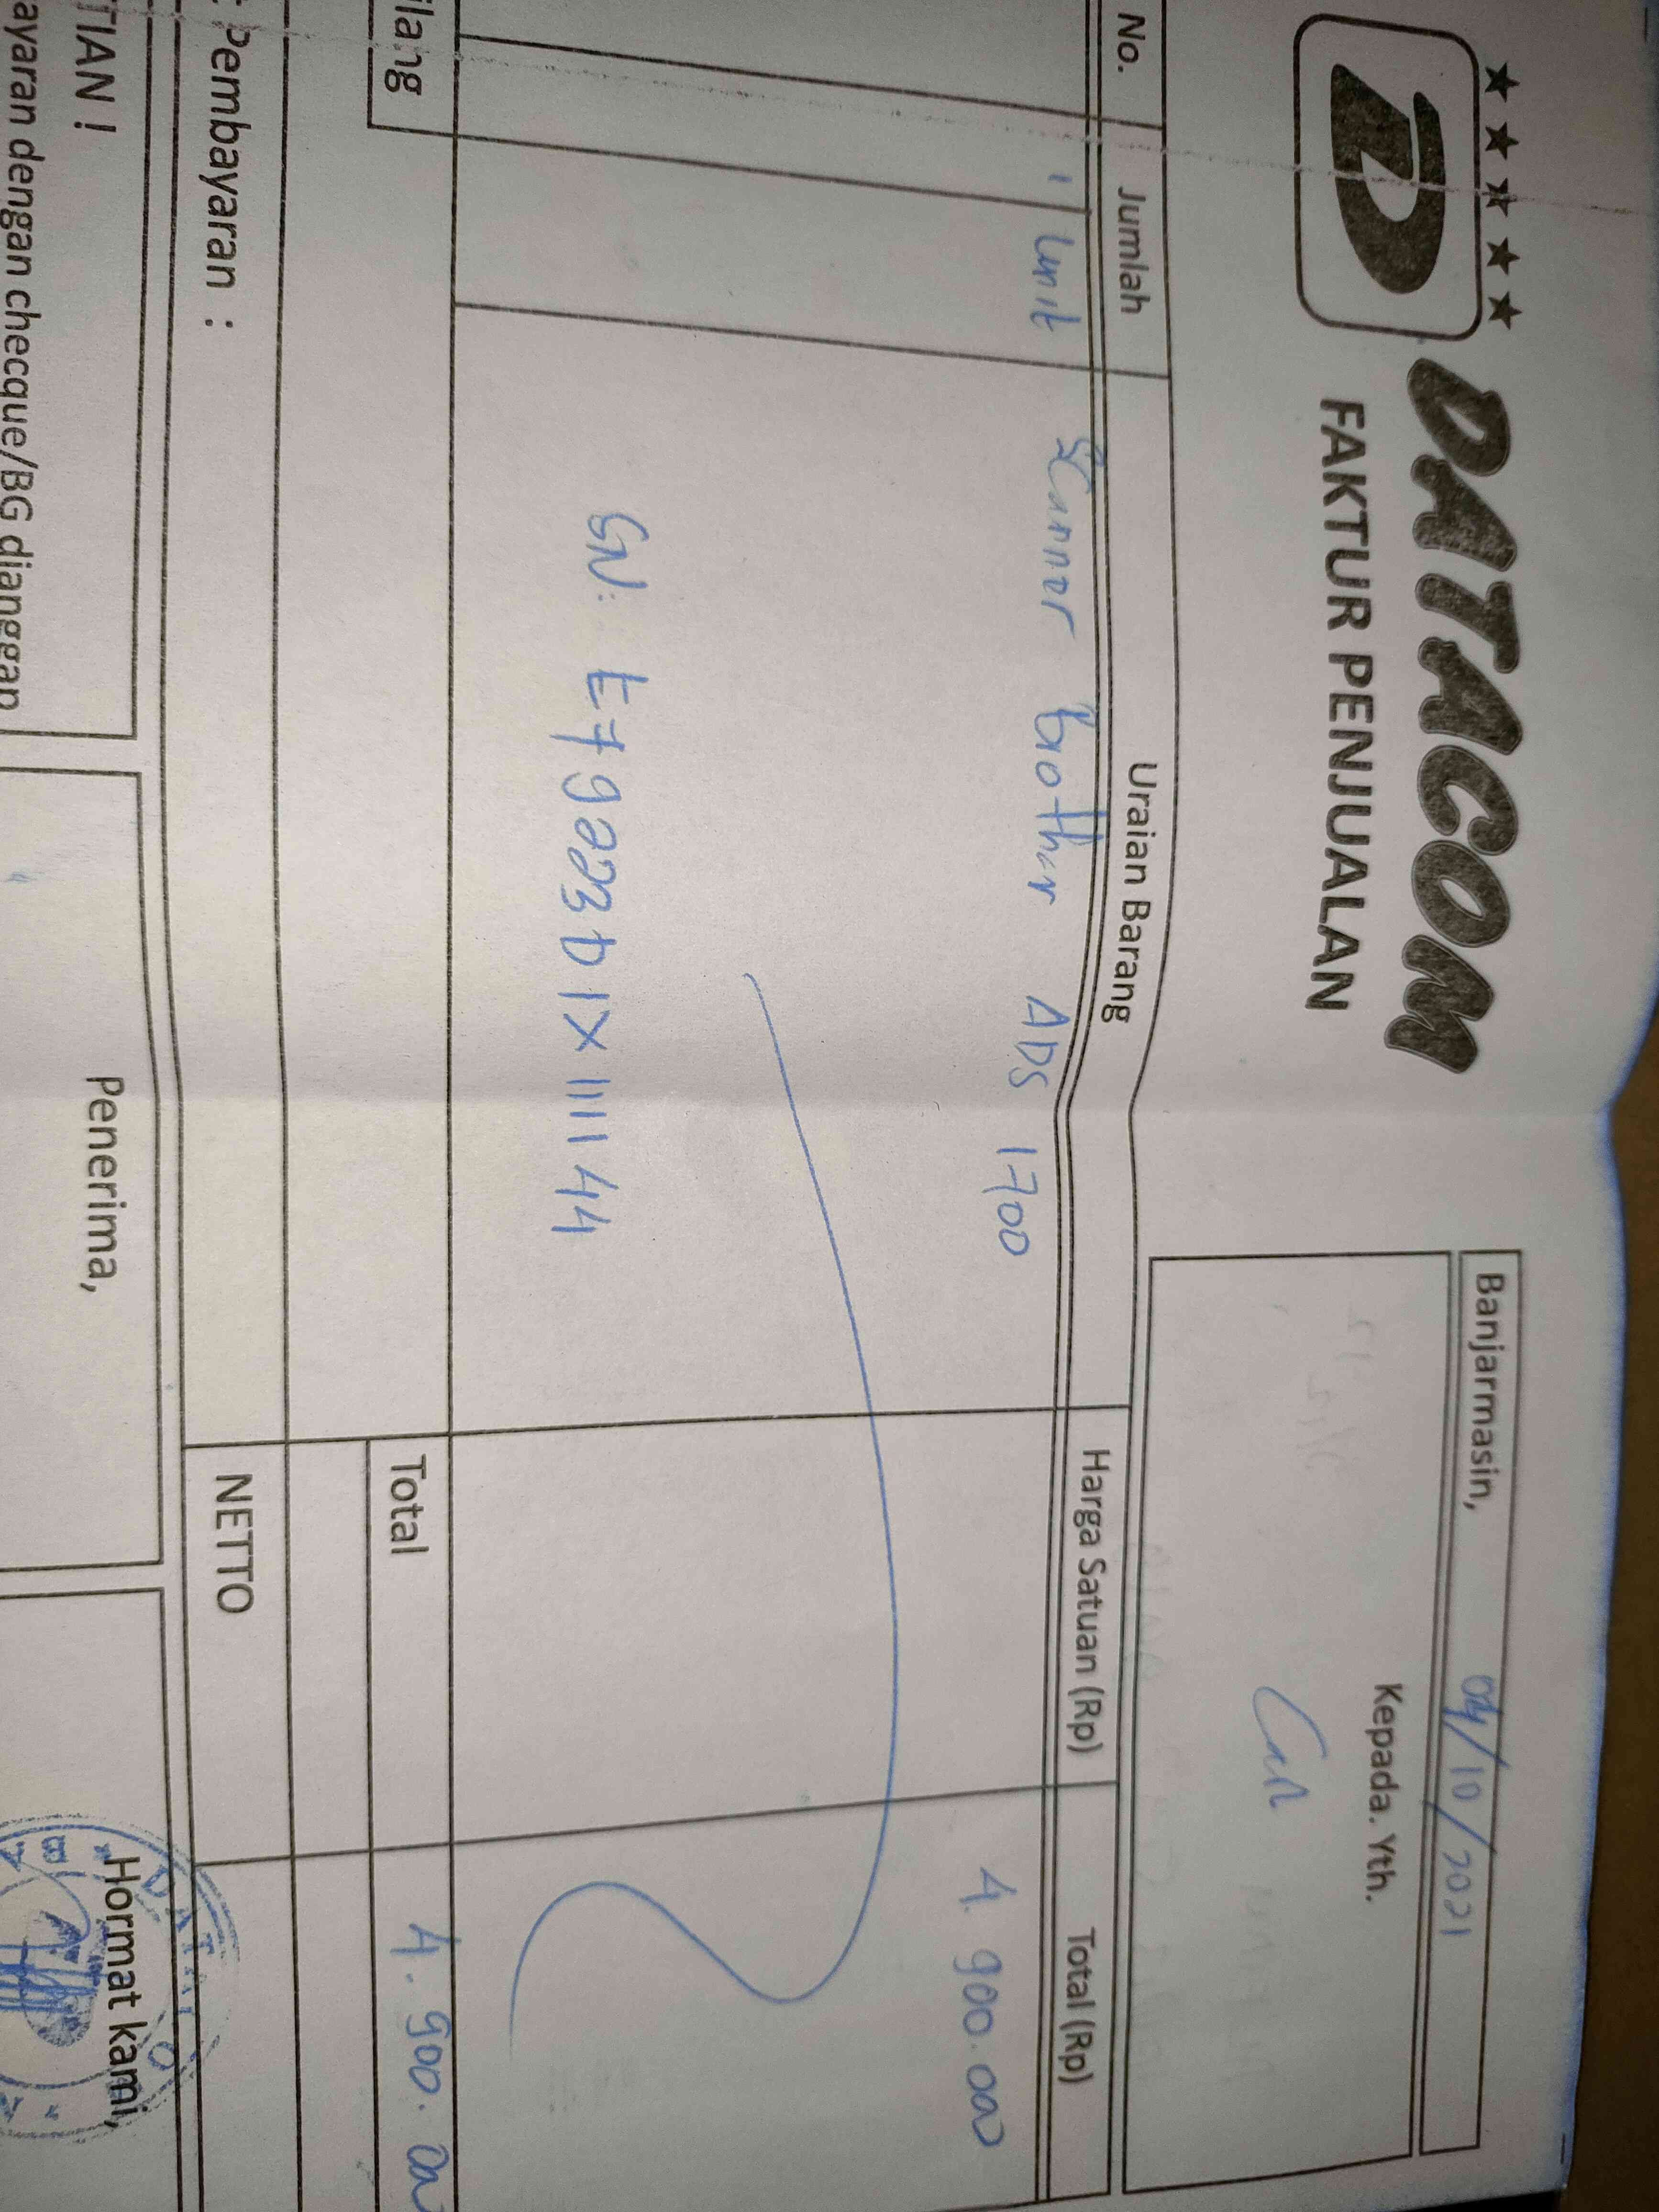 DATACOM
FAKTUR PENJUALAN
Banjarmasin, 04/10/2021
Kepada. Yth.
No. Jumlah Uraian Barang Harga Satuan (Rp) Total (Rp)
1 Unit Scanner Brother ADS 1700 4.900.000
SN: E79223D1X111144
ilang Total 4.900.000
Pembayaran : NETTO
TIAN ! Penerima, Hormat kami,
ayaran dengan checque/BG dianggap